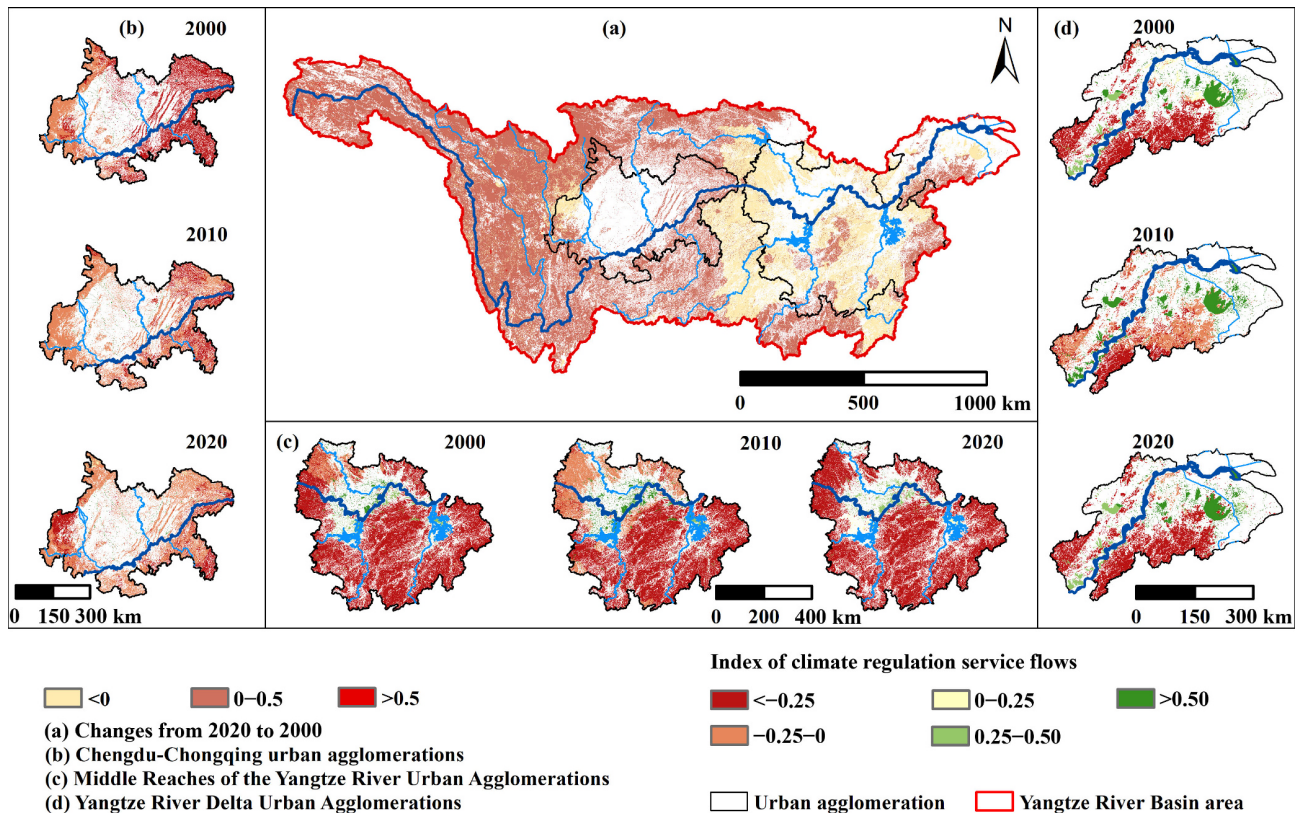 (b)
2000
2010
2020
0 150 300 km
(a)
N
0 500 1000 km
(c)
2000
2010
2020
0 200 400 km
(d)
2000
2010
2020
0 150 300 km
<0
0−0.5
>0.5
(a) Changes from 2020 to 2000
(b) Chengdu-Chongqing urban agglomerations
(c) Middle Reaches of the Yangtze River Urban Agglomerations
(d) Yangtze River Delta Urban Agglomerations
Index of climate regulation service flows
<−0.25
0−0.25
>0.50
−0.25−0
0.25−0.50
Urban agglomeration
Yangtze River Basin area